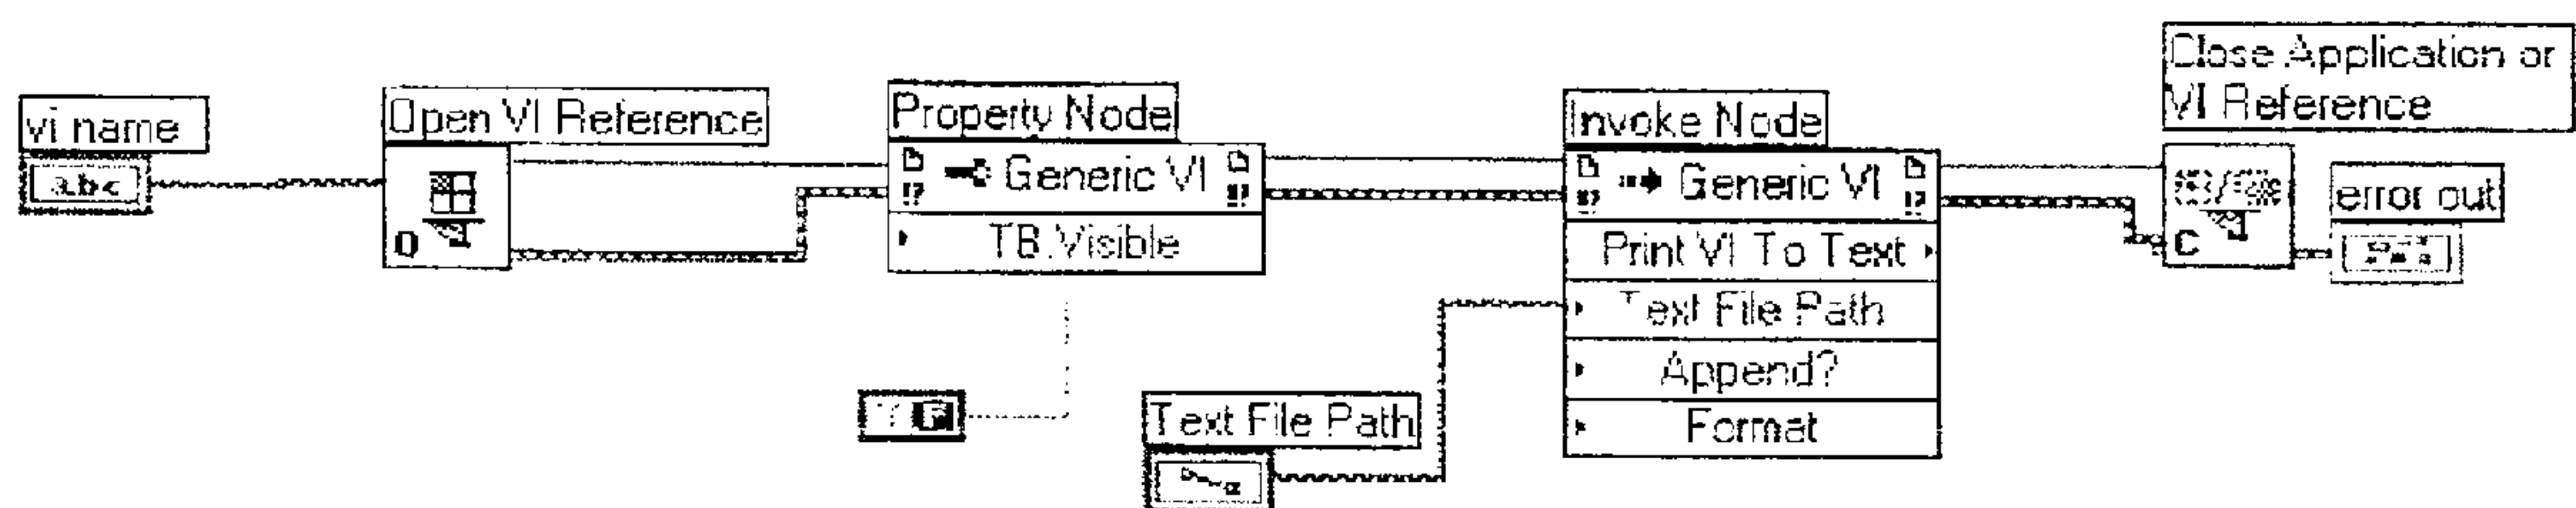 vi name
abc
Open VI Reference
Property Node
Generic VI
TB.Visible
F
Text File Path
Invoke Node
Generic VI
Print VI To Text
Text File Path
Append?
Format
Close Application or
VI Reference
C
error out